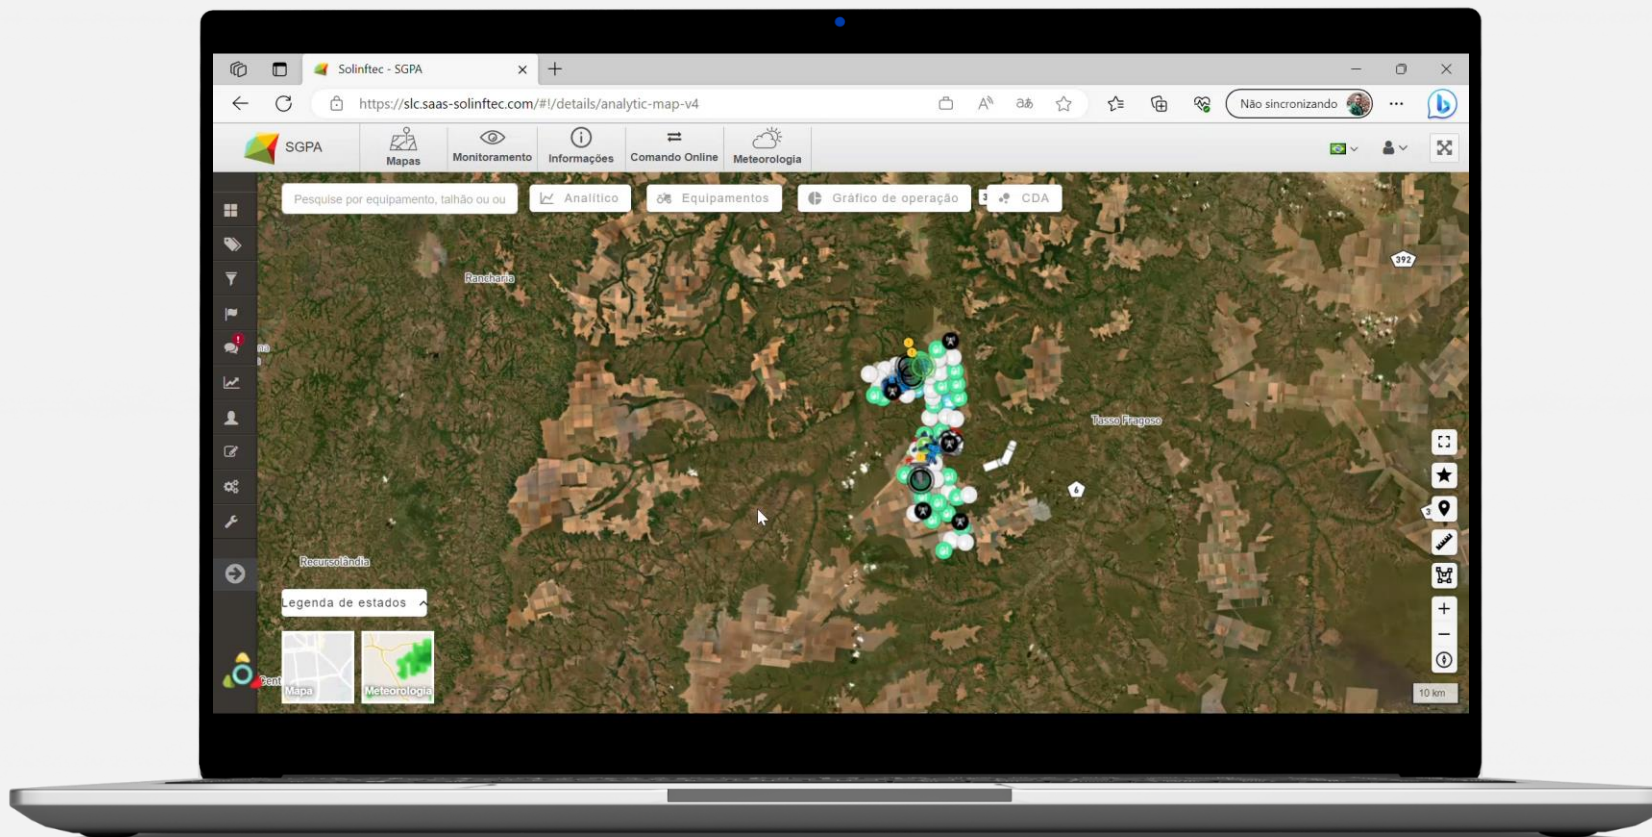 Solinftec - SGPA
https://slc.saas-solinftec.com/#!/details/analytic-map-v4
Não sincronizando
SGPA
Mapas
Monitoramento
Informações
Comando Online
Meteorologia
Pesquise por equipamento, talhão ou ou
Analítico
Equipamentos
Gráfico de operação
CDA
392
Rancharia
Tasso Fragoso
6
Recursolândia
Legenda de estados
Mapa
Meteorologia
10 km